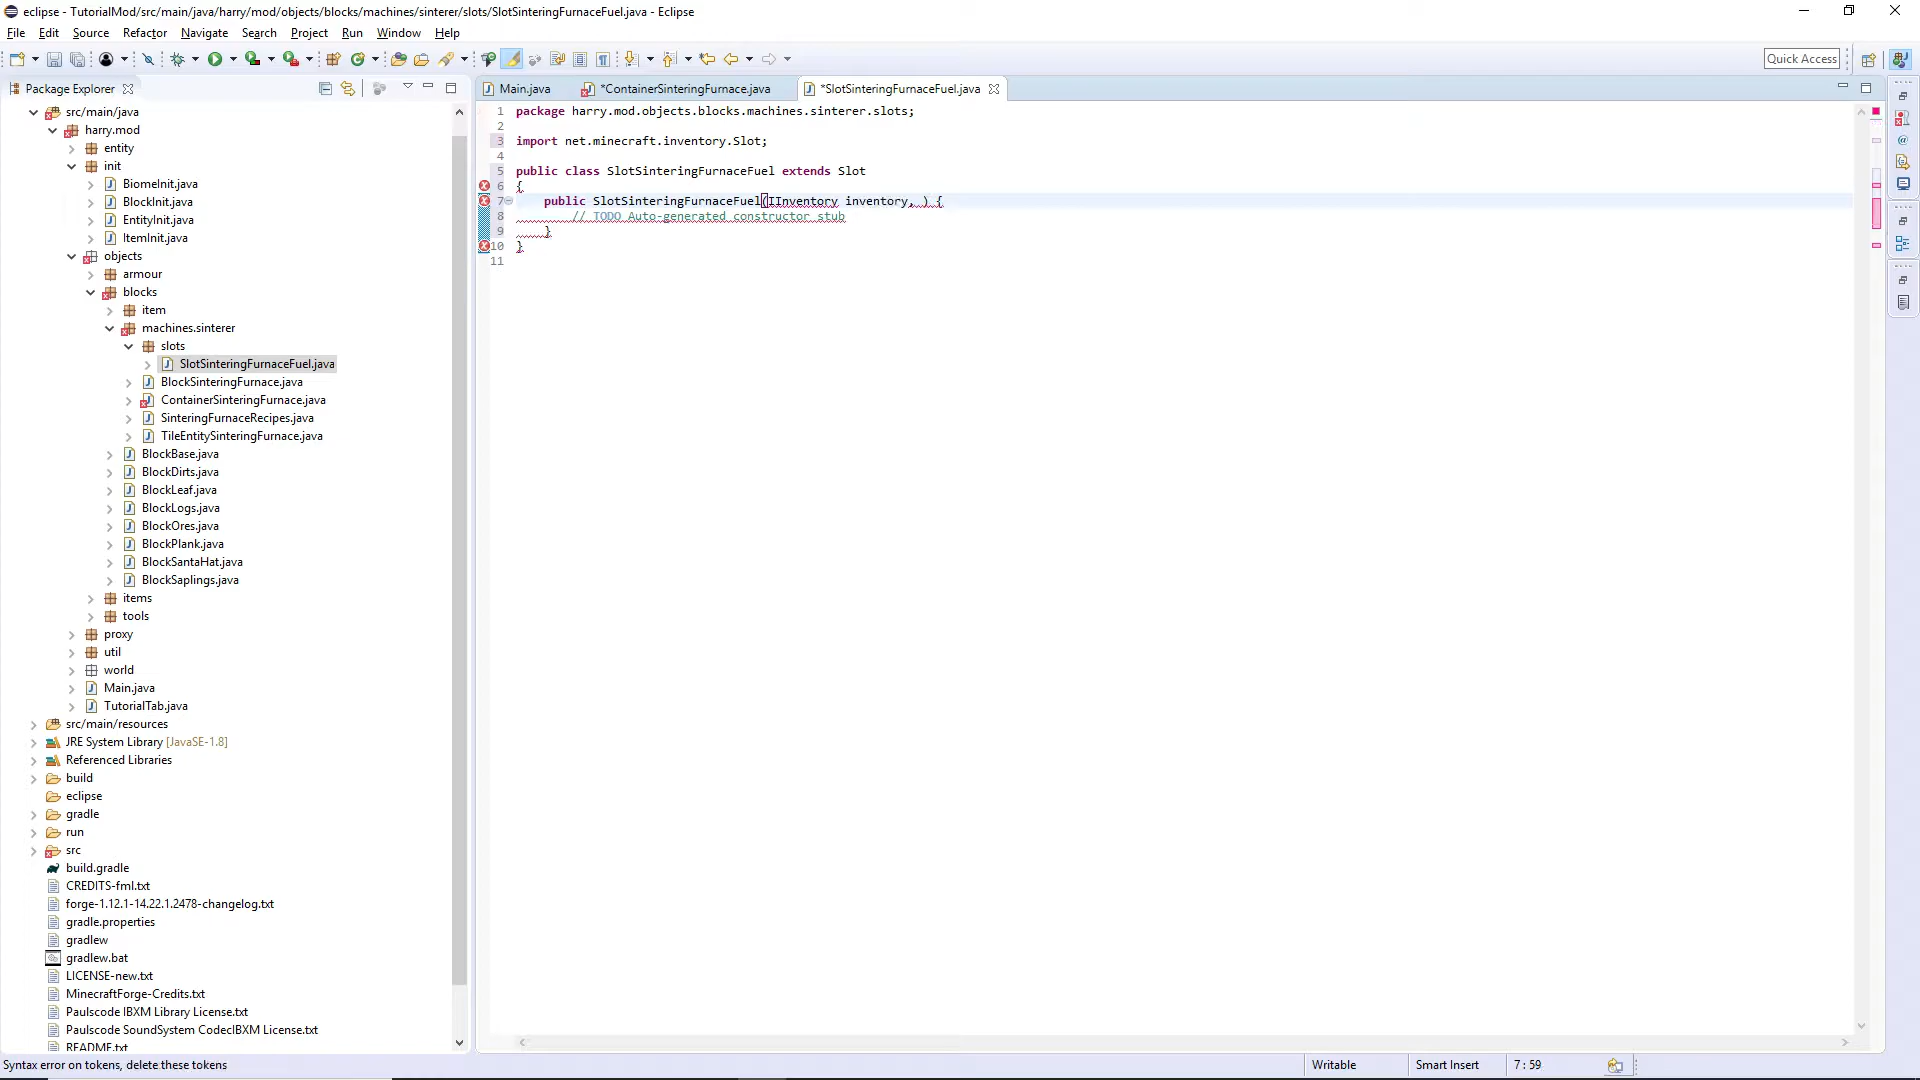 eclipse - TutorialMod/src/main/java/harry/mod/objects/blocks/machines/sinterer/slots/SlotSinteringFurnaceFuel.java - Eclipse
File Edit Source Refactor Navigate Search Project Run Window Help
Quick Access
Package Explorer
Main.java
*ContainerSinteringFurnace.java
*SlotSinteringFurnaceFuel.java
src/main/java
harry.mod
entity
init
BiomeInit.java
BlockInit.java
EntityInit.java
ItemInit.java
objects
armour
blocks
item
machines.sinterer
slots
SlotSinteringFurnaceFuel.java
BlockSinteringFurnace.java
ContainerSinteringFurnace.java
SinteringFurnaceRecipes.java
TileEntitySinteringFurnace.java
BlockBase.java
BlockDirts.java
BlockLeaf.java
BlockLogs.java
BlockOres.java
BlockPlank.java
BlockSantaHat.java
BlockSaplings.java
items
tools
proxy
util
world
Main.java
TutorialTab.java
src/main/resources
JRE System Library [JavaSE-1.8]
Referenced Libraries
build
eclipse
gradle
run
src
build.gradle
CREDITS-fml.txt
forge-1.12.1-14.22.1.2478-changelog.txt
gradle.properties
gradlew
gradlew.bat
LICENSE-new.txt
MinecraftForge-Credits.txt
Paulscode IBXM Library License.txt
Paulscode SoundSystem CodecIBXM License.txt
README.txt
1 package harry.mod.objects.blocks.machines.sinterer.slots;
2
3 import net.minecraft.inventory.Slot;
4
5 public class SlotSinteringFurnaceFuel extends Slot
6 {
7 public SlotSinteringFurnaceFuel(IInventory inventory, ) {
8 // TODO Auto-generated constructor stub
9 }
10 }
11
Syntax error on tokens, delete these tokens
Writable
Smart Insert
7 : 59